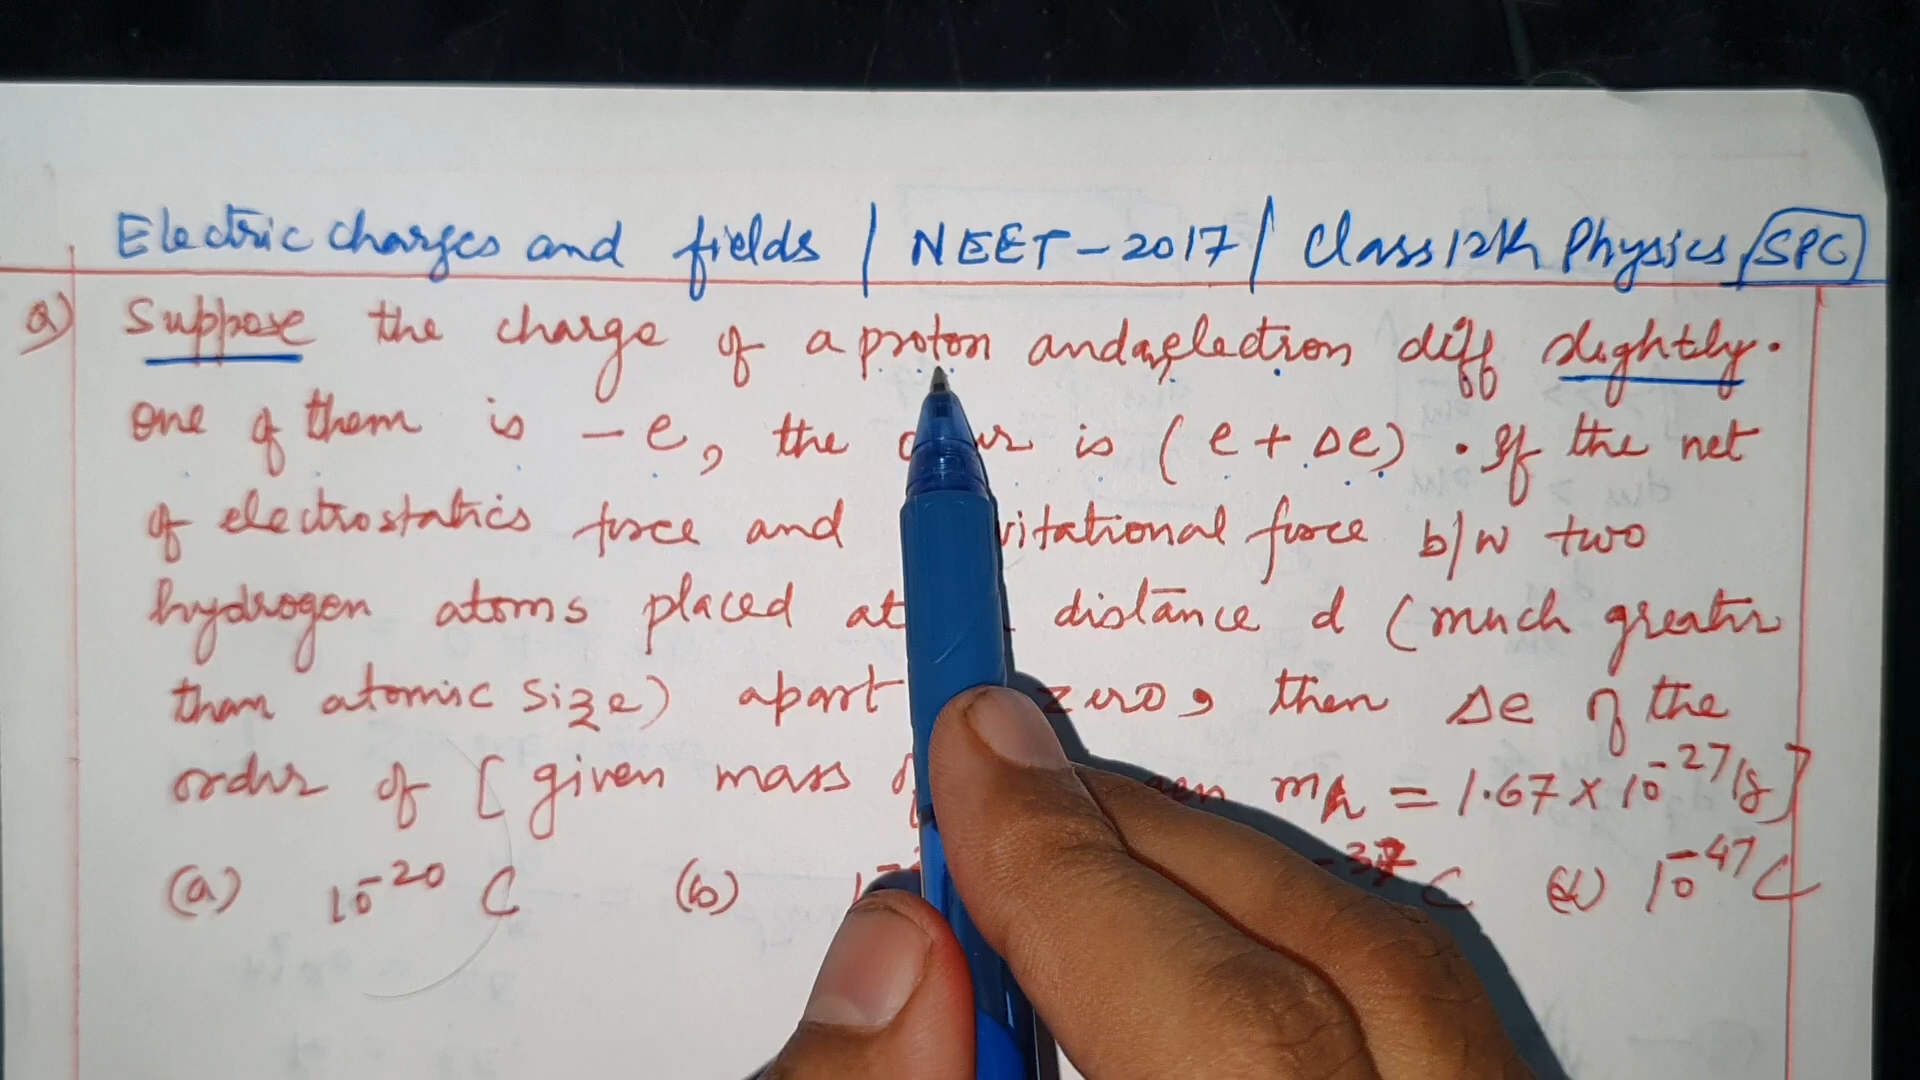 Electric charges and fields | NEET-2017 | Class 12th Physics SPC
Q) Suppose the charge of a proton and an electron diff slightly.
One of them is -e, the is (e + Δe). If the net
of electrostatics force and force b/w two
hydrogen atoms placed at distance d (much greater
than atomic size) apart zero, then Δe of the
order of [given mass = 1.67 × 10⁻²⁷ kg]
(a) 10⁻²⁰ C (b) C (d) 10⁻⁴⁷ C